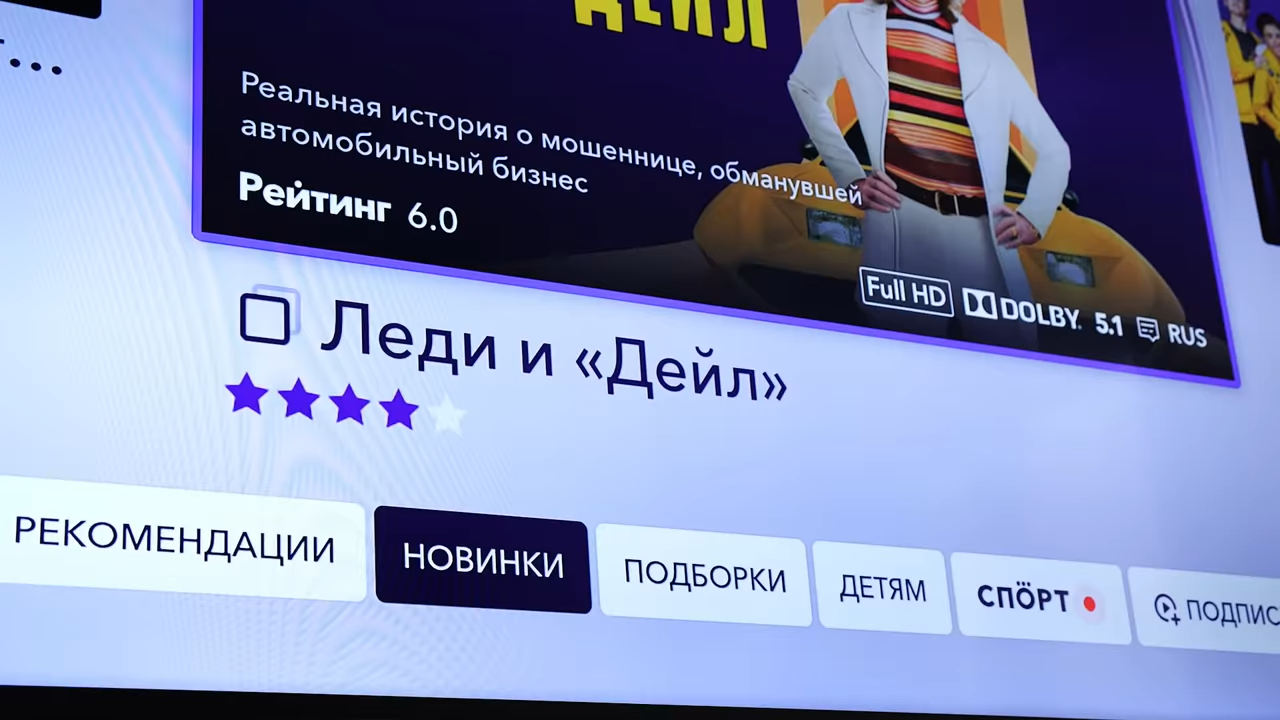 ДЕЙЛ
Реальная история о мошеннице, обманувшей
автомобильный бизнес
Рейтинг 6.0
Full HD DOLBY 5.1 RUS
Леди и «Дейл»
РЕКОМЕНДАЦИИ НОВИНКИ ПОДБОРКИ ДЕТЯМ СПӦРТ